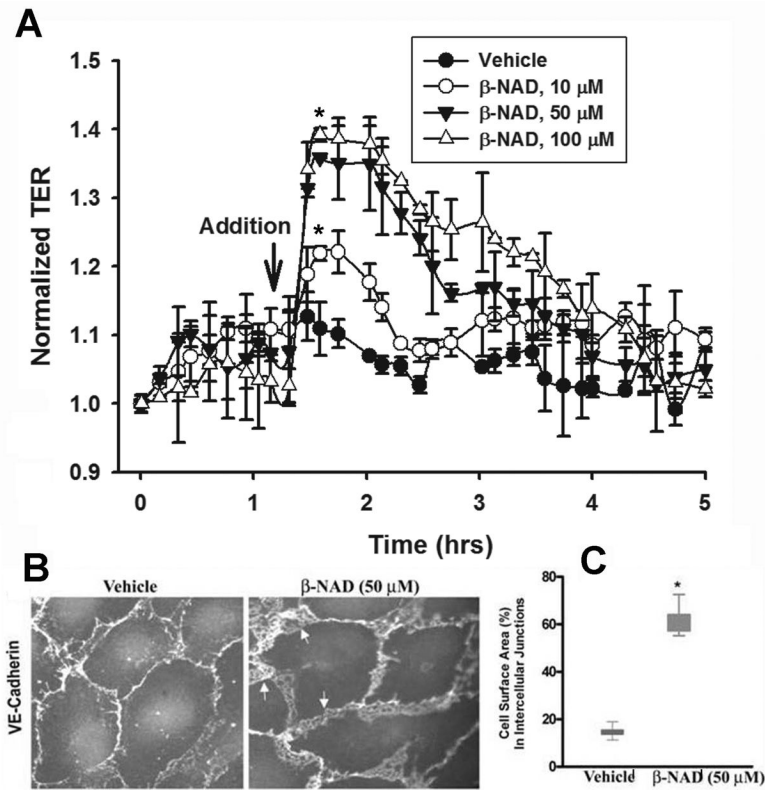 A
1.5
1.4
1.3
1.2
1.1
1.0
0.9
Normalized TER
Vehicle
β-NAD, 10 μM
β-NAD, 50 μM
β-NAD, 100 μM
*
Addition
*
0 1 2 3 4 5
Time (hrs)
B
Vehicle
β-NAD (50 μM)
VE-Cadherin
C
80
60
40
20
0
Cell Surface Area (%)
In Intercellular Junctions
*
Vehicle
β-NAD (50 μM)